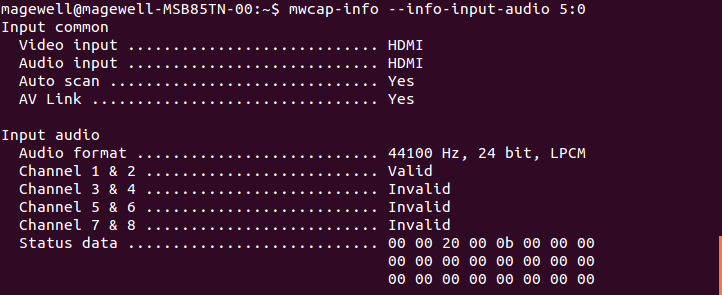 magewell@magewell-MSB85TN-00:~$ mwcap-info --info-input-audio 5:0
Input common
  Video input ............................... HDMI
  Audio input ............................... HDMI
  Auto scan ................................. Yes
  AV Link ................................... Yes

Input audio
  Audio format .............................. 44100 Hz, 24 bit, LPCM
  Channel 1 & 2 ............................. Valid
  Channel 3 & 4 ............................. Invalid
  Channel 5 & 6 ............................. Invalid
  Channel 7 & 8 ............................. Invalid
  Status data ............................... 00 00 20 00 0b 00 00 00
                                              00 00 00 00 00 00 00 00
                                              00 00 00 00 00 00 00 00